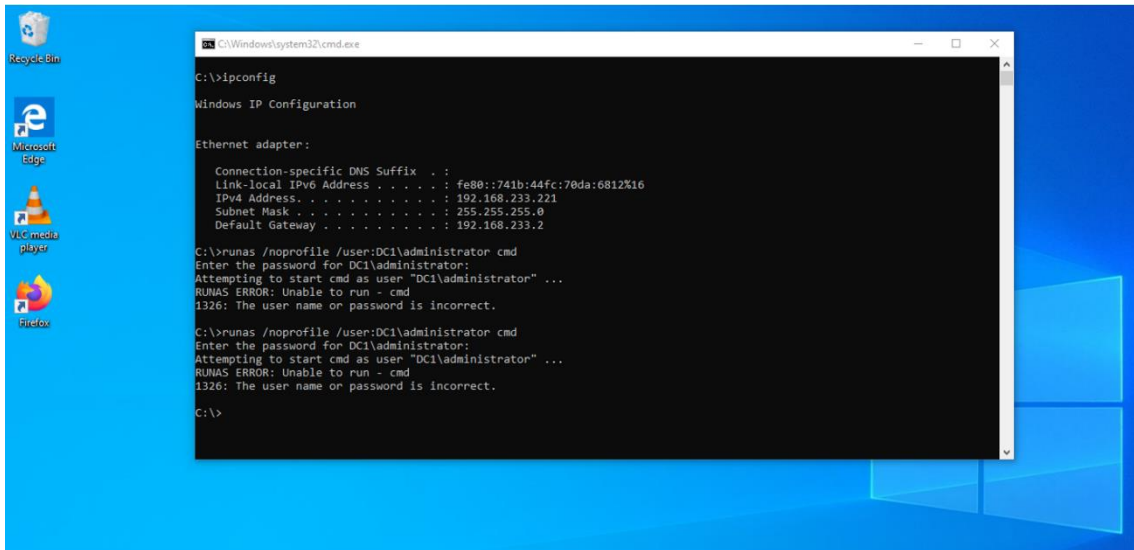 Recycle Bin
Microsoft
Edge
VLC media
player
Firefox
C:\Windows\system32\cmd.exe
C:\>ipconfig
Windows IP Configuration
Ethernet adapter:
Connection-specific DNS Suffix . :
Link-local IPv6 Address . . . . . : fe80::741b:44fc:70da:6812%16
IPv4 Address. . . . . . . . . . . : 192.168.233.221
Subnet Mask . . . . . . . . . . . : 255.255.255.0
Default Gateway . . . . . . . . . : 192.168.233.2
C:\>runas /noprofile /user:DC1\administrator cmd
Enter the password for DC1\administrator:
Attempting to start cmd as user "DC1\administrator" ...
RUNAS ERROR: Unable to run - cmd
1326: The user name or password is incorrect.
C:\>runas /noprofile /user:DC1\administrator cmd
Enter the password for DC1\administrator:
Attempting to start cmd as user "DC1\administrator" ...
RUNAS ERROR: Unable to run - cmd
1326: The user name or password is incorrect.
C:\>